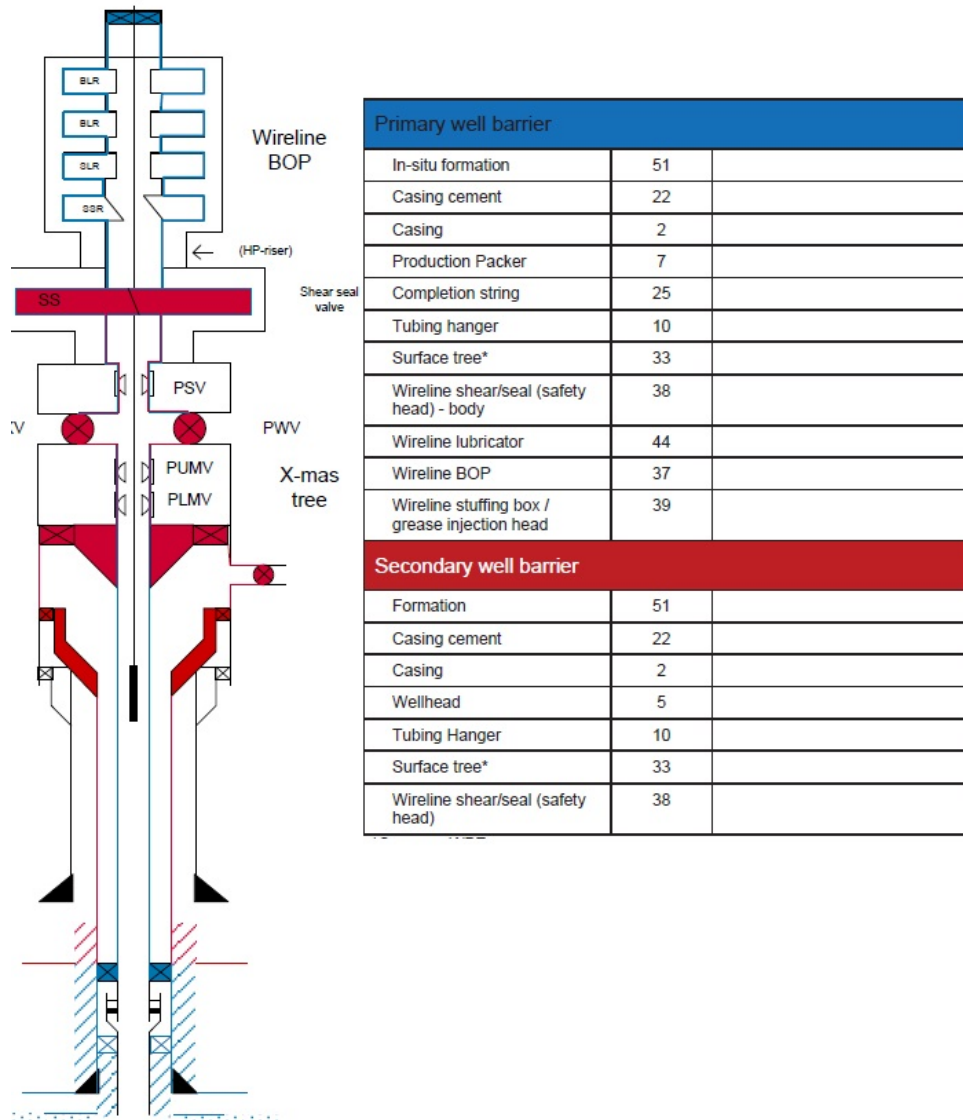 BLR
BLR
SLR
SSR
Wireline
BOP
(HP-riser)
SS
Shear seal
valve
PSV
PWV
PUMV
PLMV
X-mas
tree
Primary well barrier
In-situ formation 51
Casing cement 22
Casing 2
Production Packer 7
Completion string 25
Tubing hanger 10
Surface tree* 33
Wireline shear/seal (safety 38
head) - body
Wireline lubricator 44
Wireline BOP 37
Wireline stuffing box / 39
grease injection head
Secondary well barrier
Formation 51
Casing cement 22
Casing 2
Wellhead 5
Tubing Hanger 10
Surface tree* 33
Wireline shear/seal (safety 38
head)